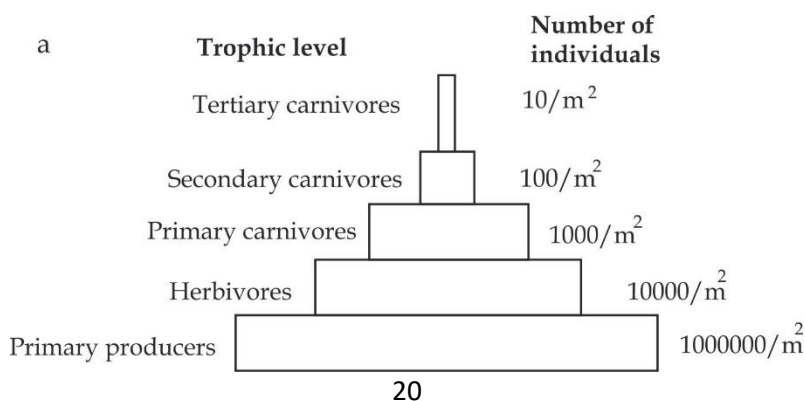 a Trophic level Number of
individuals
Tertiary carnivores 10/m²
Secondary carnivores 100/m²
Primary carnivores 1000/m²
Herbivores 10000/m²
Primary producers 1000000/m²
20